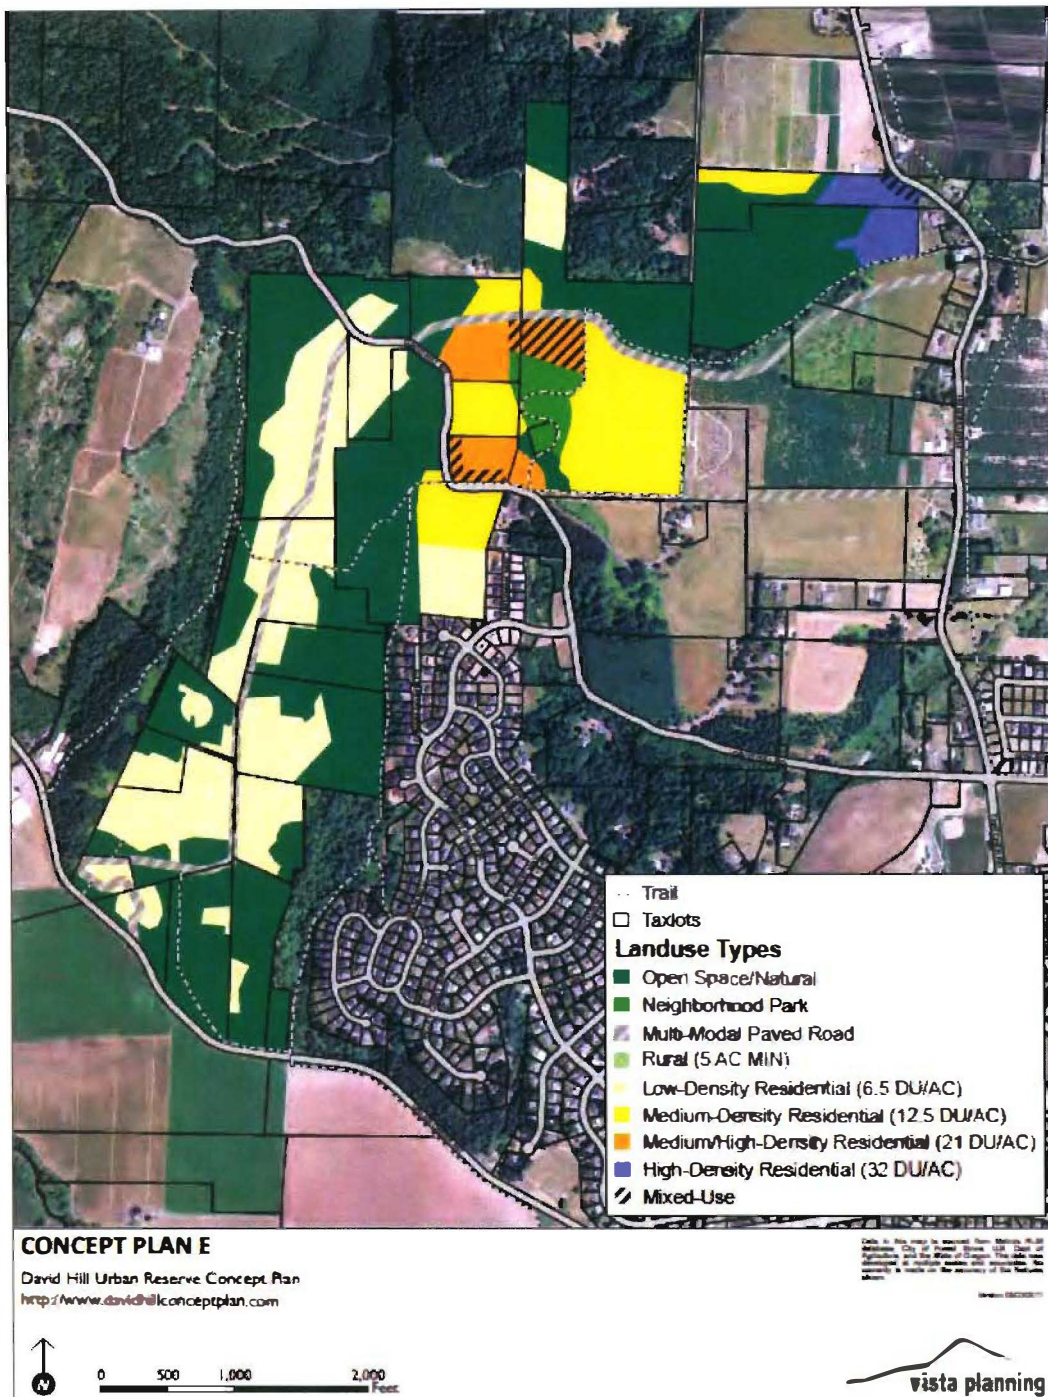 Trail
Taxlots
Landuse Types
Open Space/Natural
Neighborhood Park
Multi-Modal Paved Road
Rural (5 AC MIN)
Low-Density Residential (6.5 DU/AC)
Medium-Density Residential (12.5 DU/AC)
Medium/High-Density Residential (21 DU/AC)
High-Density Residential (32 DU/AC)
Mixed-Use
CONCEPT PLAN E
David Hill Urban Reserve Concept Plan
http://www.davidhillconceptplan.com
N
0 500 1,000 2,000
Feet
vista planning